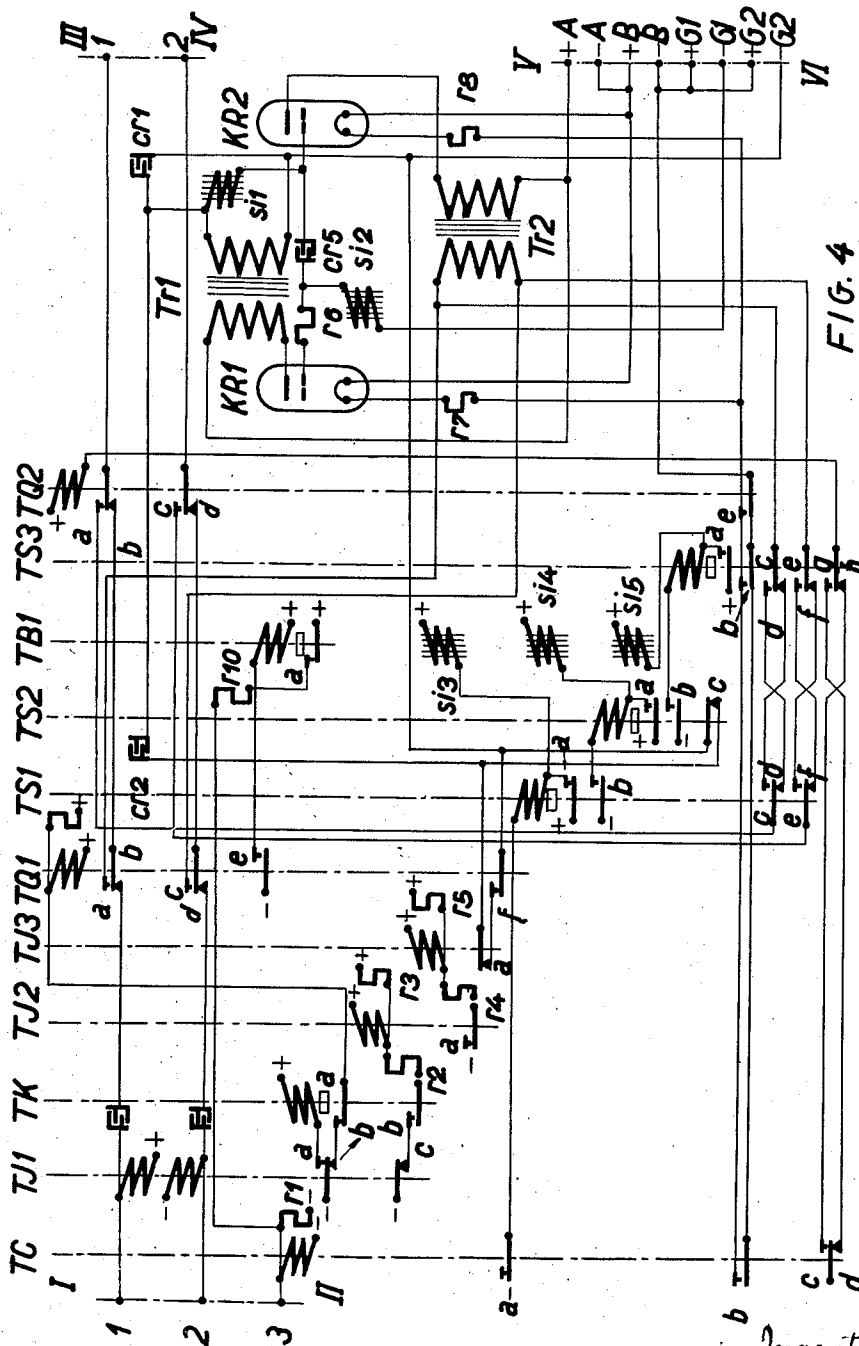 TC TJ1 TK TJ2 TJ3 TQ1 TS1 TS2 TB1 TS3 TQ2
I
1
2
3
II
III
1
2
IV
cr1
cr2
Tr1
si1
KR1
KR2
cr5
si2
r6
r7
r8
Tr2
V
+A
-A
+B
-B
+G1
-G1
+G2
-G2
VI
r1
r2
r3
r4
r5
r10
si3
si4
si5
a
b
c
d
e
f
g
h
FIG. 4